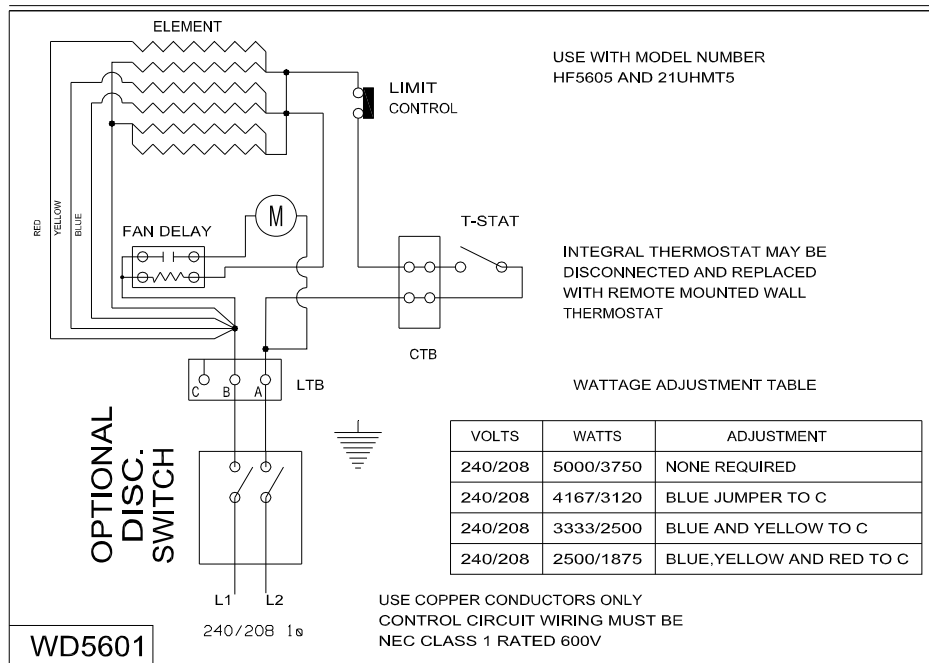 ELEMENT
USE WITH MODEL NUMBER
HF5605 AND 21UHMT5
LIMIT
CONTROL
RED
YELLOW
BLUE
FAN DELAY
M
T-STAT
INTEGRAL THERMOSTAT MAY BE
DISCONNECTED AND REPLACED
WITH REMOTE MOUNTED WALL
THERMOSTAT
CTB
C B A
LTB
WATTAGE ADJUSTMENT TABLE
VOLTS WATTS ADJUSTMENT
240/208 5000/3750 NONE REQUIRED
240/208 4167/3120 BLUE JUMPER TO C
240/208 3333/2500 BLUE AND YELLOW TO C
240/208 2500/1875 BLUE,YELLOW AND RED TO C
OPTIONAL
DISC.
SWITCH
L1 L2
240/208 1ø
USE COPPER CONDUCTORS ONLY
CONTROL CIRCUIT WIRING MUST BE
NEC CLASS 1 RATED 600V
WD5601